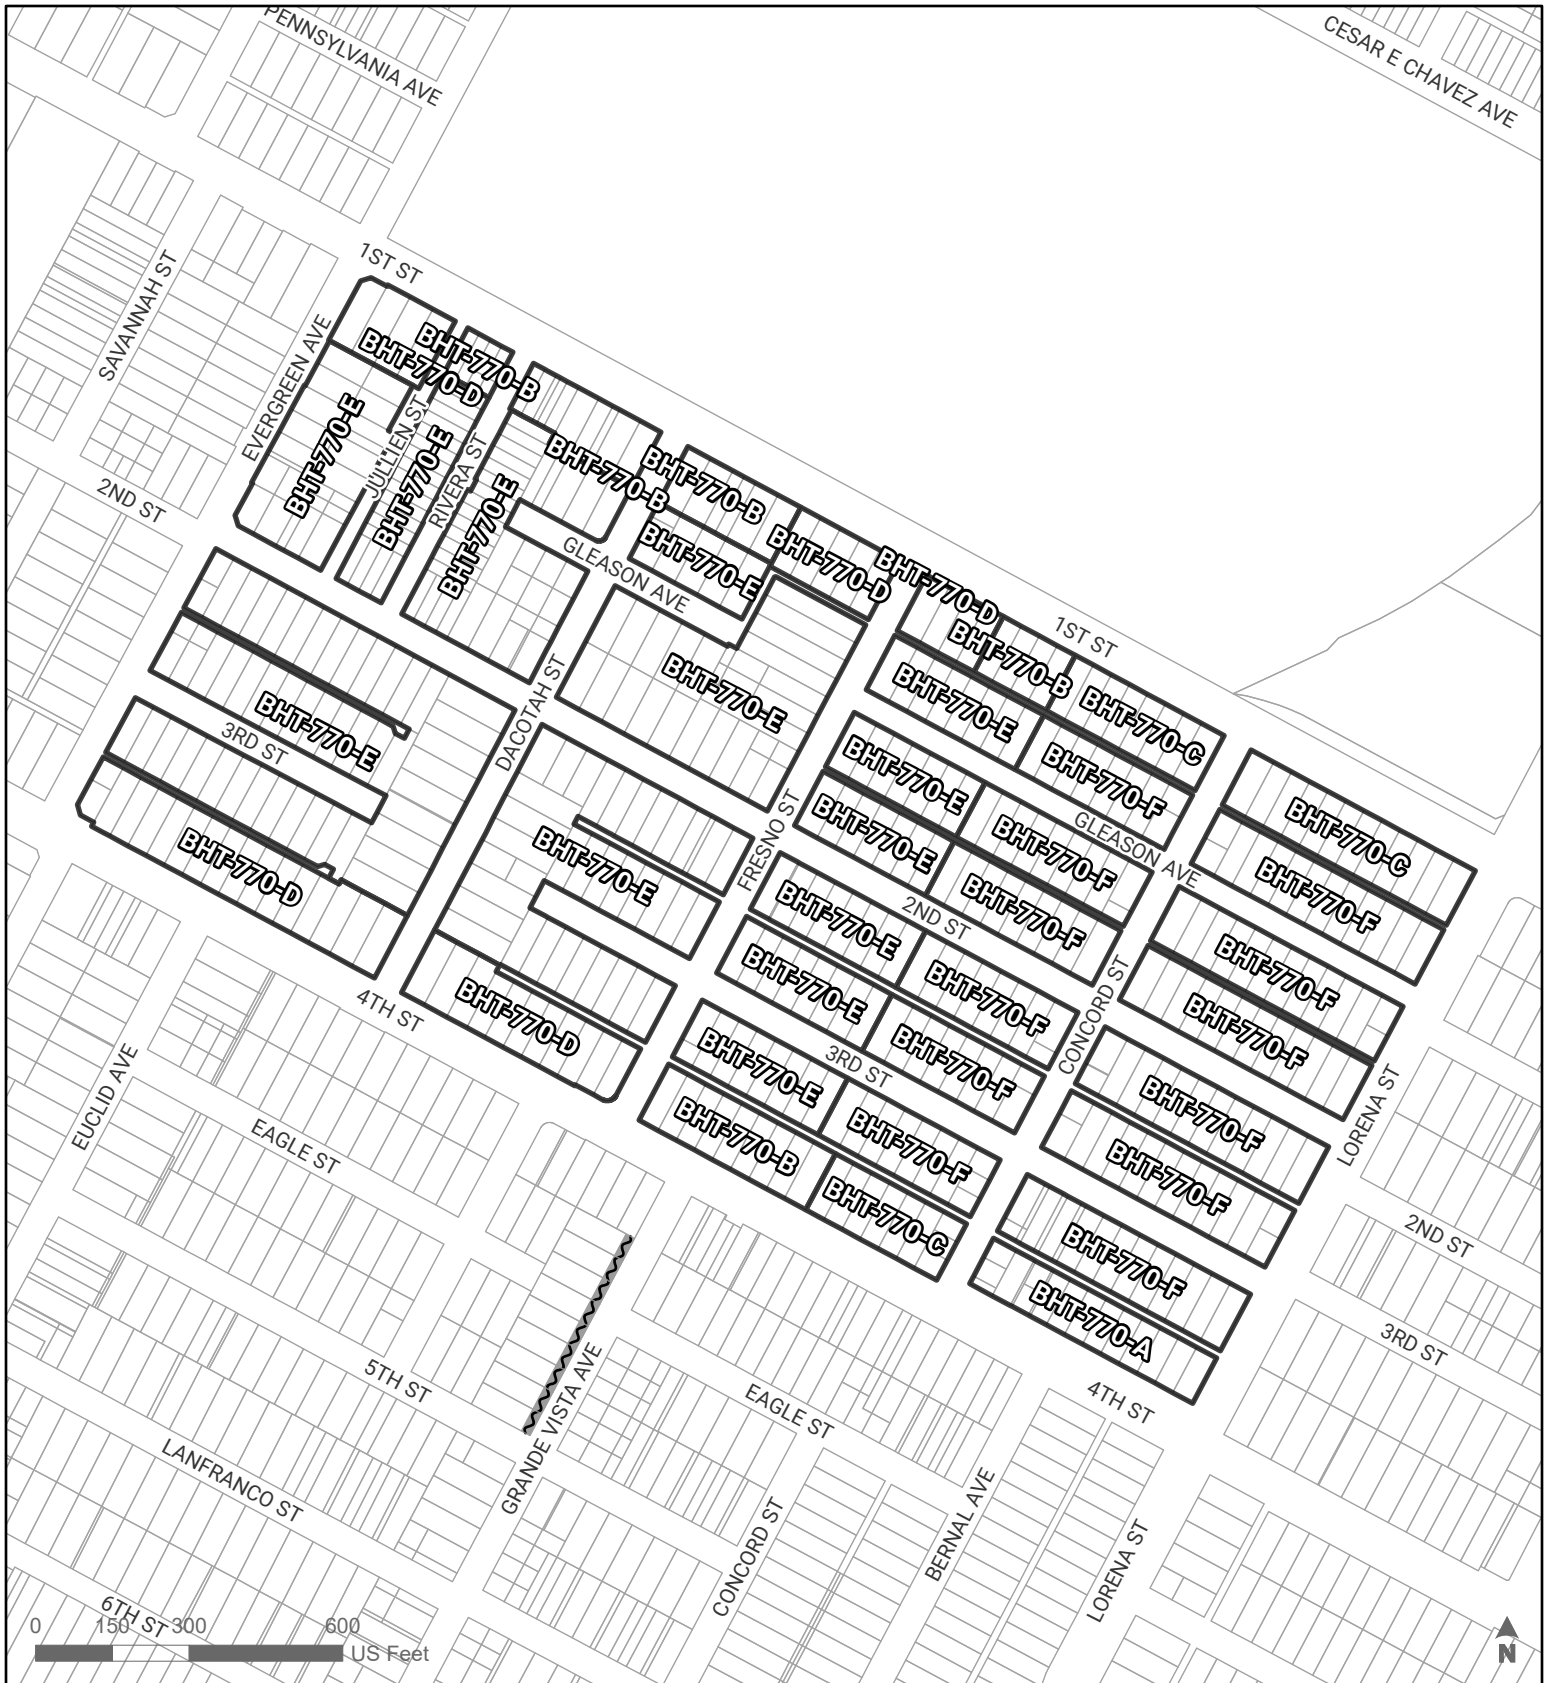 PENNSYLVANIA AVE
CESAR E CHAVEZ AVE
1ST ST
SAVANNAH ST
EVERGREEN AVE
BHT-770-B
BHT-770-D
BHT-770-E
JULLIEN ST
BHT-770-E
RIVERA ST
BHT-770-E
BHT-770-B
BHT-770-B
2ND ST
GLEASON AVE
BHT-770-E
BHT-770-D
BHT-770-D
1ST ST
BHT-770-B
BHT-770-C
BHT-770-E
BHT-770-E
BHT-770-F
BHT-770-E
3RD ST
DACOTAH ST
BHT-770-E
BHT-770-F
GLEASON AVE
BHT-770-C
BHT-770-F
FRESNO ST
BHT-770-E
BHT-770-E
BHT-770-F
BHT-770-D
BHT-770-E
2ND ST
BHT-770-F
BHT-770-F
BHT-770-E
BHT-770-F
CONCORD ST
BHT-770-F
4TH ST
BHT-770-D
BHT-770-E
3RD ST
BHT-770-F
BHT-770-F
LORENA ST
EUCLID AVE
EAGLE ST
BHT-770-B
BHT-770-F
BHT-770-F
BHT-770-C
BHT-770-F
2ND ST
BHT-770-A
3RD ST
5TH ST
GRANDE VISTA AVE
EAGLE ST
4TH ST
LANFRANCO ST
CONCORD ST
BERNAL AVE
LORENA ST
6TH ST
0 150 300 600
US Feet
N